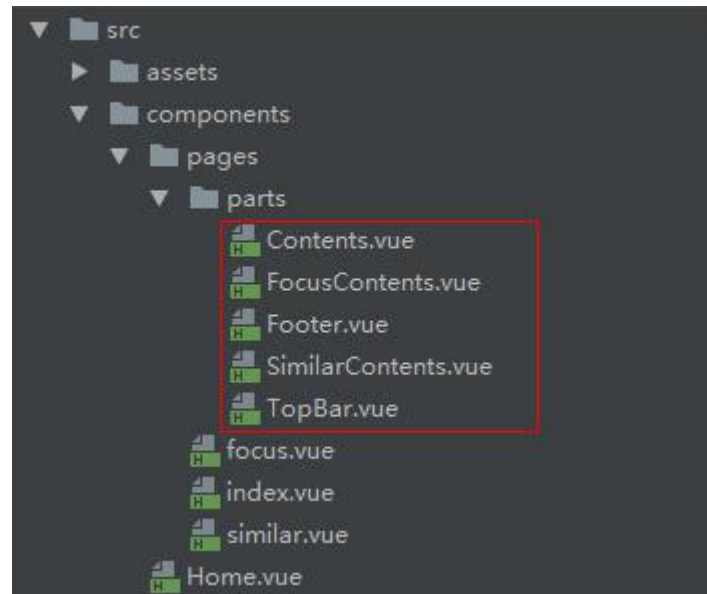 src
assets
components
pages
parts
H Contents.vue
H FocusContents.vue
H Footer.vue
H SimilarContents.vue
H TopBar.vue
H focus.vue
H index.vue
H similar.vue
H Home.vue